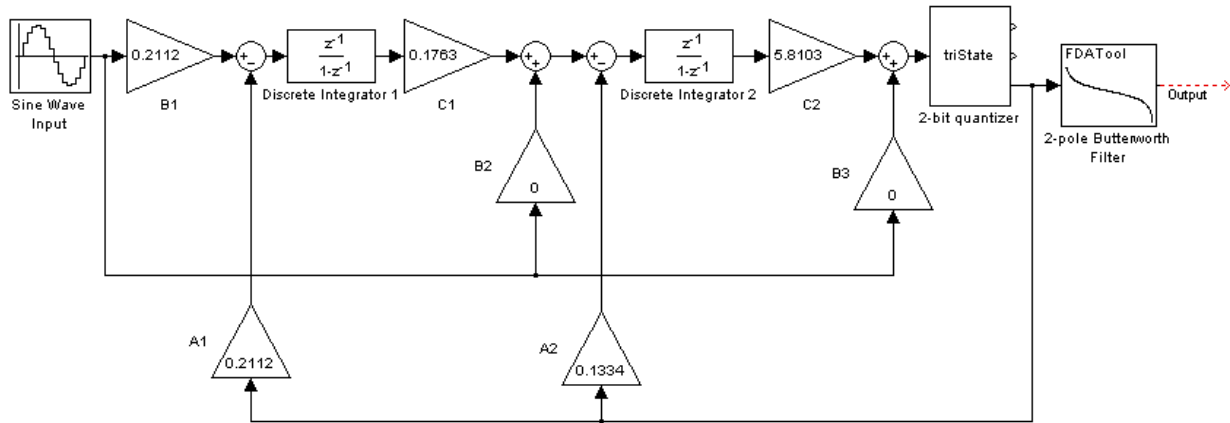 Sine Wave
Input
0.2112
B1
+
−
z-1
1-z-1
Discrete Integrator 1
0.1763
C1
+
+
B2
0
+
−
z-1
1-z-1
Discrete Integrator 2
5.8103
C2
+
+
B3
0
triState
2-bit quantizer
FDATool
2-pole Butterworth
Filter
Output
A1
0.2112
A2
0.1334